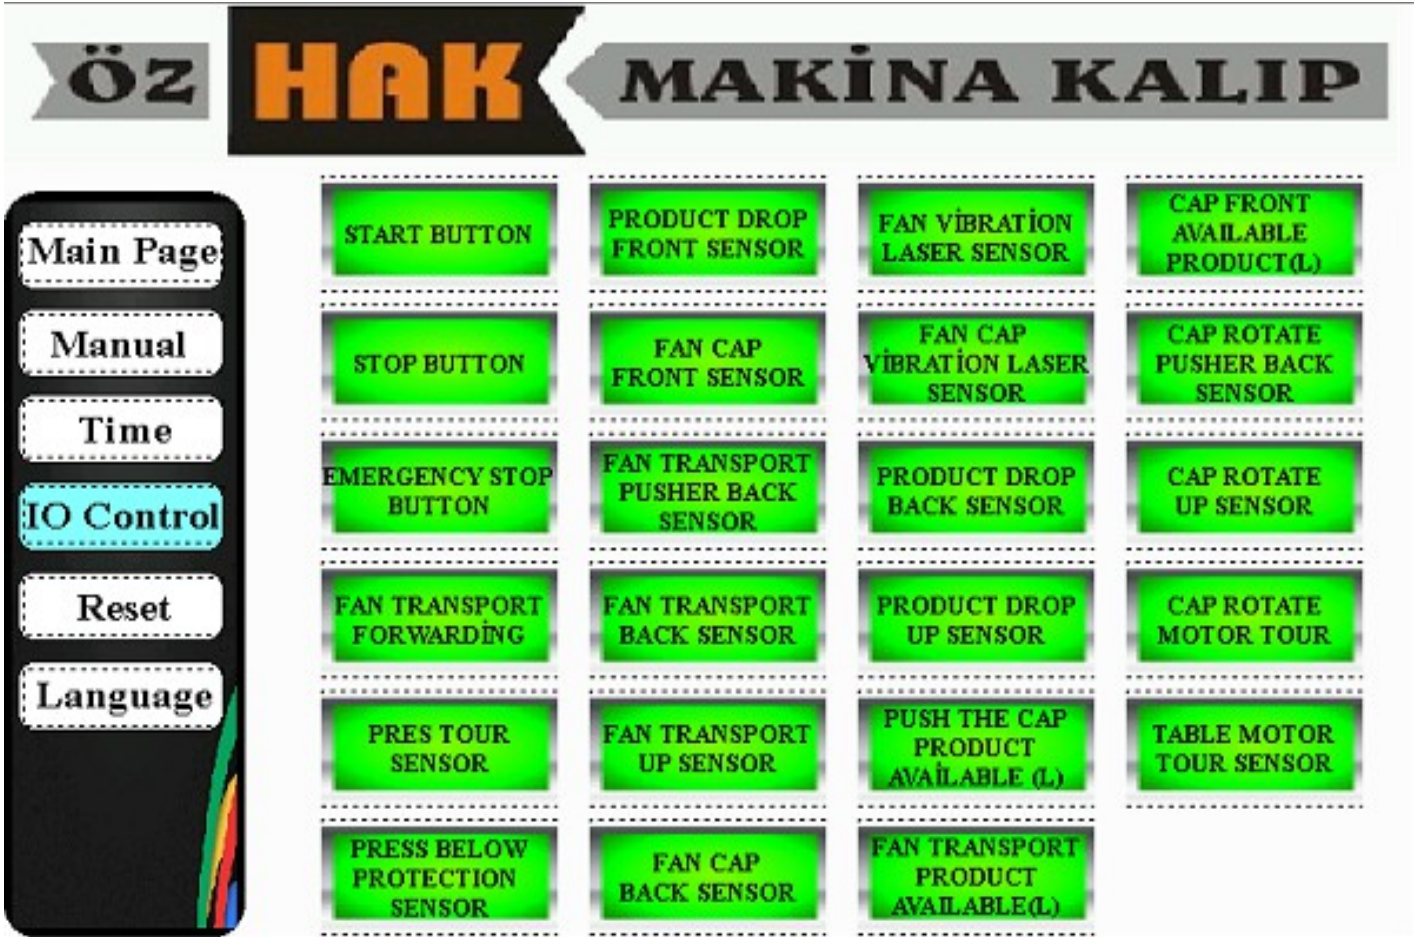 ÖZ HAK MAKİNA KALIP
Main Page
Manual
Time
IO Control
Reset
Language
START BUTTON
STOP BUTTON
EMERGENCY STOP
BUTTON
FAN TRANSPORT
FORWARDİNG
PRES TOUR
SENSOR
PRESS BELOW
PROTECTION
SENSOR
PRODUCT DROP
FRONT SENSOR
FAN CAP
FRONT SENSOR
FAN TRANSPORT
PUSHER BACK
SENSOR
FAN TRANSPORT
BACK SENSOR
FAN TRANSPORT
UP SENSOR
FAN CAP
BACK SENSOR
FAN VİBRATİON
LASER SENSOR
FAN CAP
VİBRATİON LASER
SENSOR
PRODUCT DROP
BACK SENSOR
PRODUCT DROP
UP SENSOR
PUSH THE CAP
PRODUCT
AVAİLABLE (L)
FAN TRANSPORT
PRODUCT
AVAILABLE(L)
CAP FRONT
AVAILABLE
PRODUCT(L)
CAP ROTATE
PUSHER BACK
SENSOR
CAP ROTATE
UP SENSOR
CAP ROTATE
MOTOR TOUR
TABLE MOTOR
TOUR SENSOR